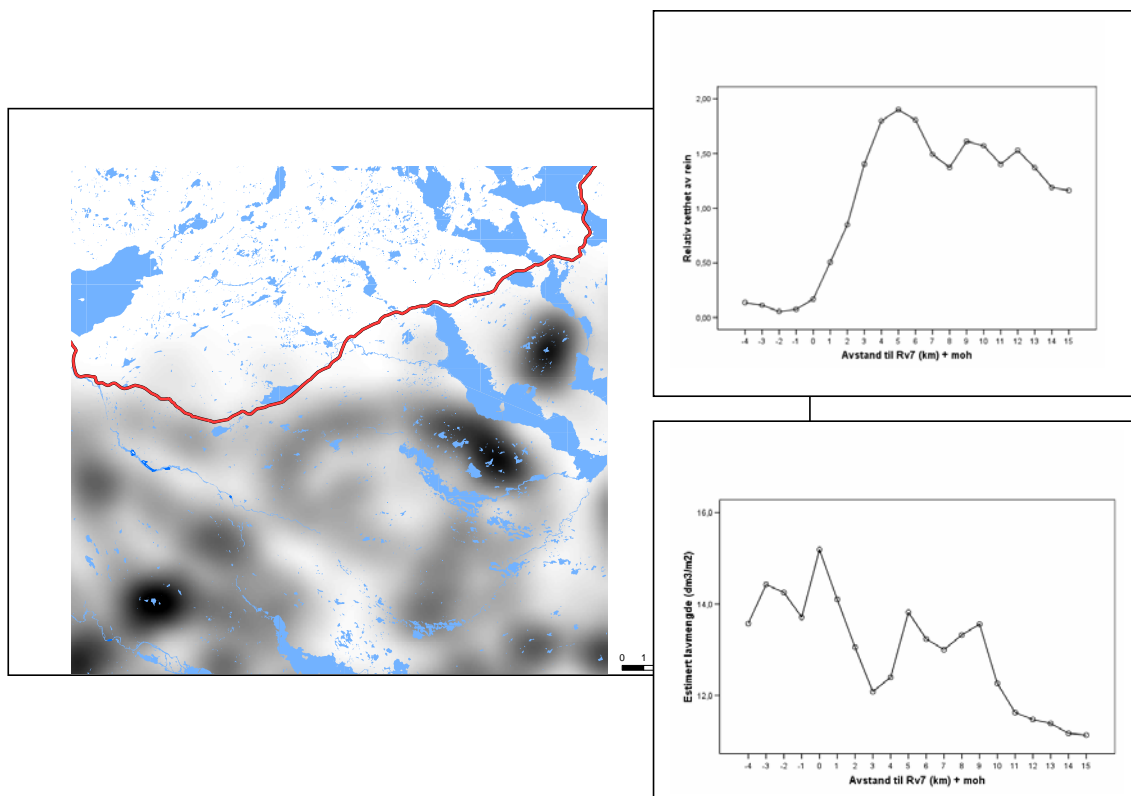 2,00
1,50
1,00
0,50
0,00
Relativ tetthet av rein
-4 -3 -2 -1 0 1 2 3 4 5 6 7 8 9 10 11 12 13 14 15
Avstand til Rv7 (km) + moh
0 1
16,0
14,0
12,0
Estimert lavmengde (dm3/m2)
-4 -3 -2 -1 0 1 2 3 4 5 6 7 8 9 10 11 12 13 14 15
Avstand til Rv7 (km) + moh